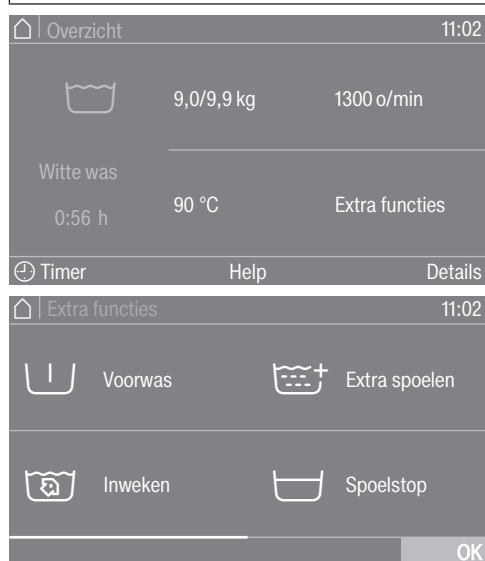 Overzicht 11:02
9,0/9,9 kg 1300 o/min
Witte was
0:56 h
90 °C Extra functies
Timer Help Details
Extra functies 11:02
Voorwas Extra spoelen
Inweken Spoelstop
OK